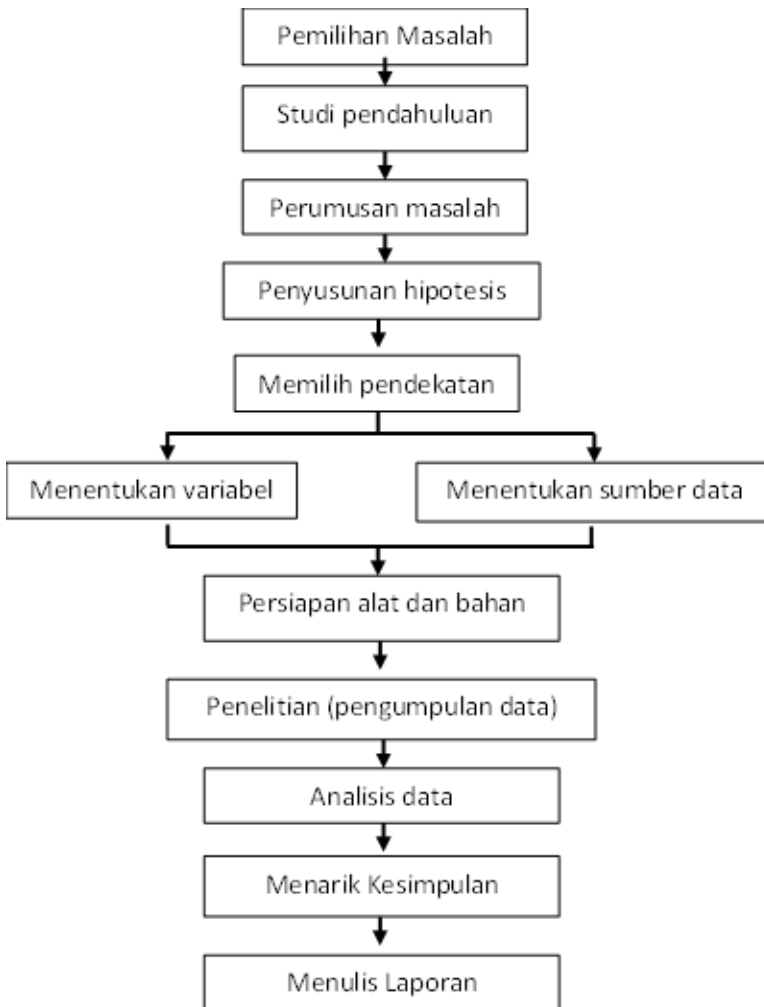 Pemilihan Masalah
Studi pendahuluan
Perumusan masalah
Penyusunan hipotesis
Memilih pendekatan
Menentukan variabel
Menentukan sumber data
Persiapan alat dan bahan
Penelitian (pengumpulan data)
Analisis data
Menarik Kesimpulan
Menulis Laporan